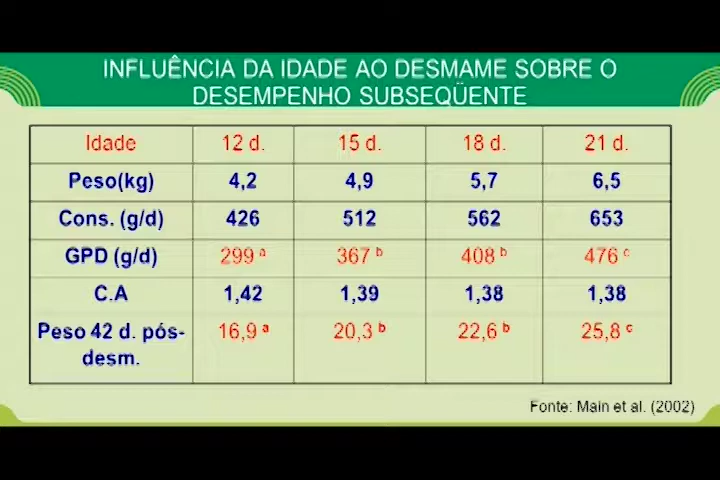 INFLUÊNCIA DA IDADE AO DESMAME SOBRE O
DESEMPENHO SUBSEQÜENTE
Idade 12 d. 15 d. 18 d. 21 d.
Peso(kg) 4,2 4,9 5,7 6,5
Cons. (g/d) 426 512 562 653
GPD (g/d) 299 a 367 b 408 b 476 c
C.A 1,42 1,39 1,38 1,38
Peso 42 d. pós- 16,9 a 20,3 b 22,6 b 25,8 c
desm.
Fonte: Main et al. (2002)